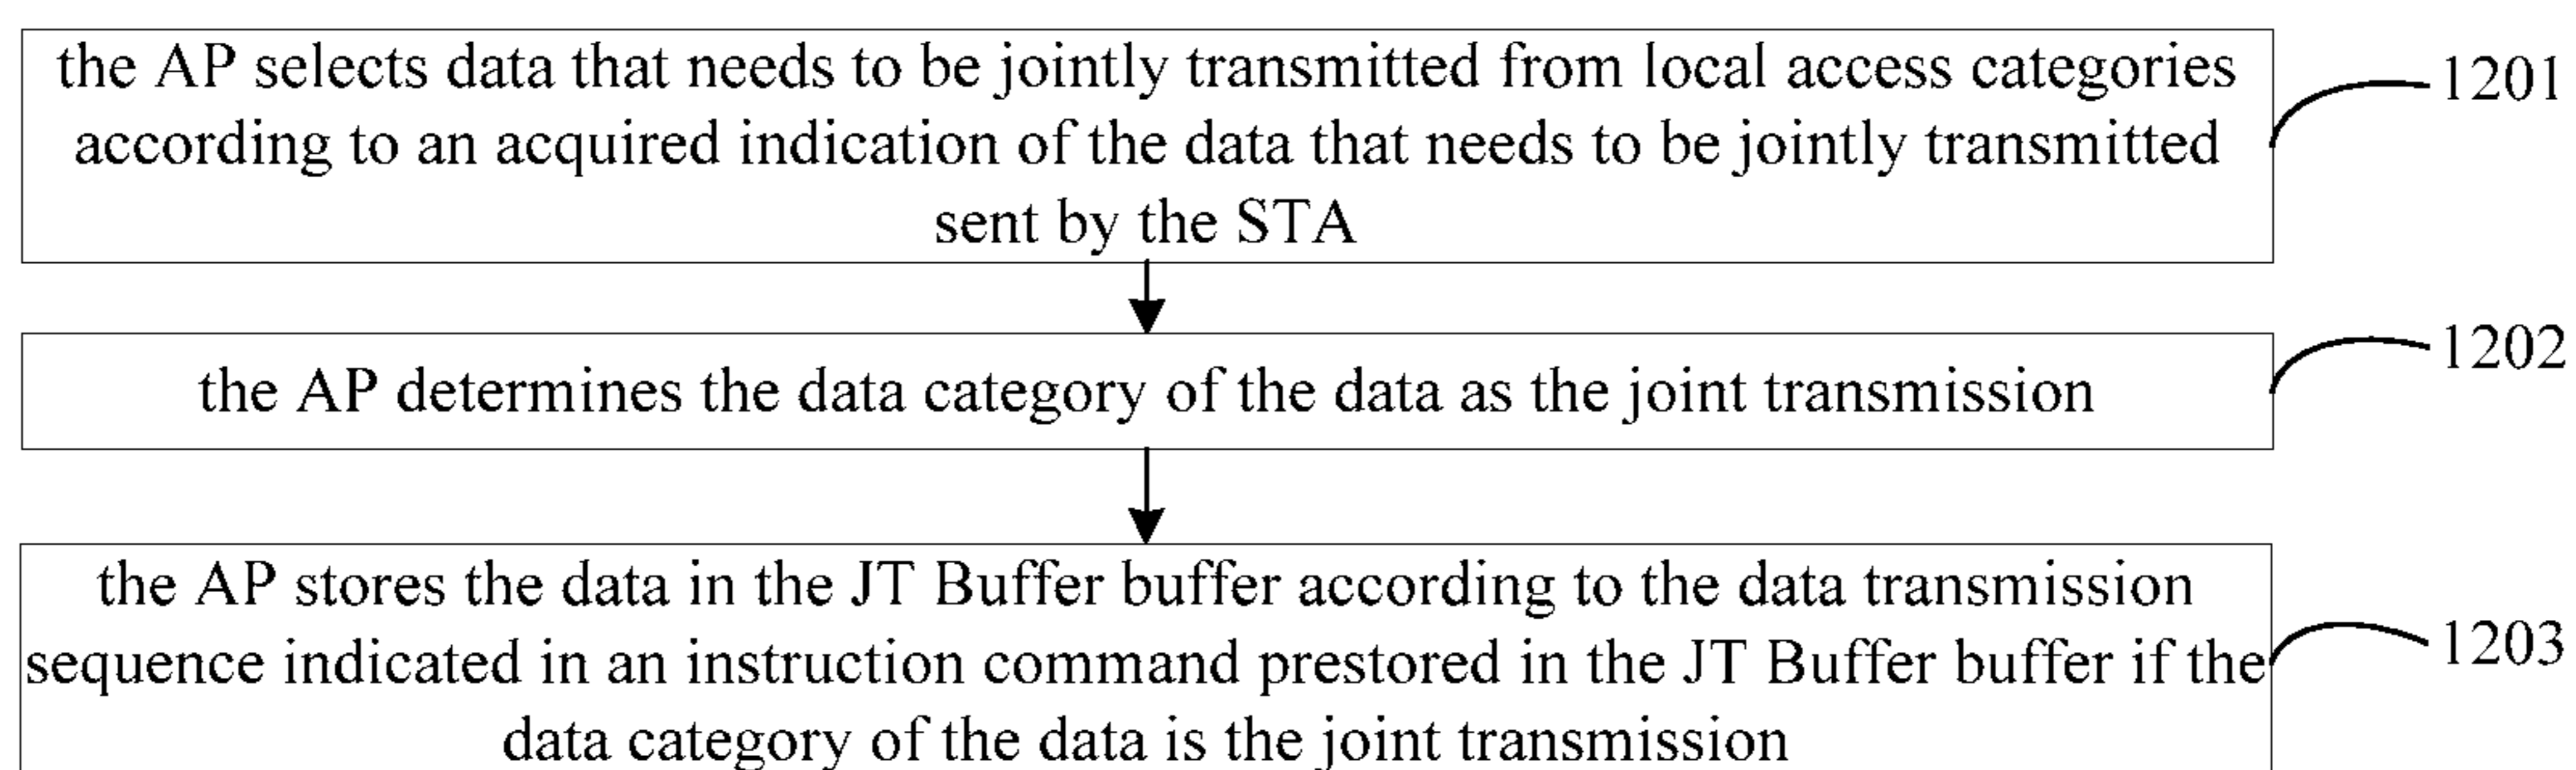 the AP selects data that needs to be jointly transmitted from local access categories
according to an acquired indication of the data that needs to be jointly transmitted
sent by the STA
1201
the AP determines the data category of the data as the joint transmission
1202
the AP stores the data in the JT Buffer buffer according to the data transmission
sequence indicated in an instruction command prestored in the JT Buffer buffer if the
data category of the data is the joint transmission
1203